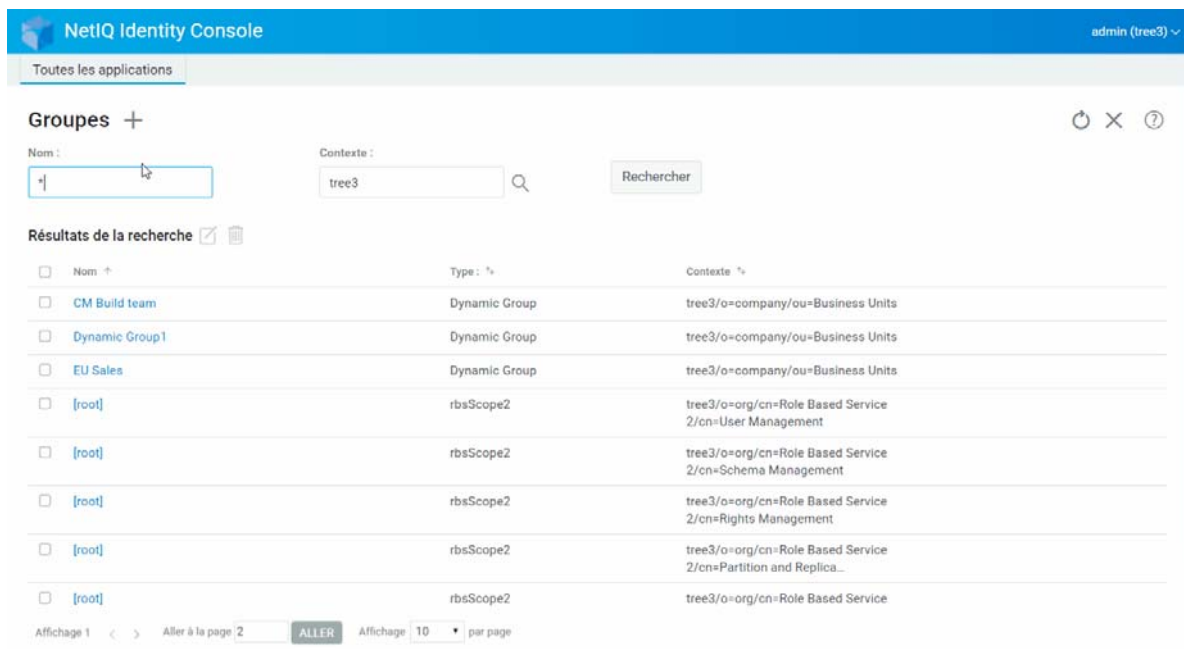 NetIQ Identity Console
admin (tree3)
Toutes les applications
Groupes
Nom :
Contexte :
*
tree3
Rechercher
Résultats de la recherche
Nom
Type :
Contexte
CM Build team
Dynamic Group
tree3/o=company/ou=Business Units
Dynamic Group1
Dynamic Group
tree3/o=company/ou=Business Units
EU Sales
Dynamic Group
tree3/o=company/ou=Business Units
[root]
rbsScope2
tree3/o=org/cn=Role Based Service
2/cn=User Management
[root]
rbsScope2
tree3/o=org/cn=Role Based Service
2/cn=Schema Management
[root]
rbsScope2
tree3/o=org/cn=Role Based Service
2/cn=Rights Management
[root]
rbsScope2
tree3/o=org/cn=Role Based Service
2/cn=Partition and Replica...
[root]
rbsScope2
tree3/o=org/cn=Role Based Service
Affichage 1
Aller à la page 2
ALLER
Affichage 10 par page